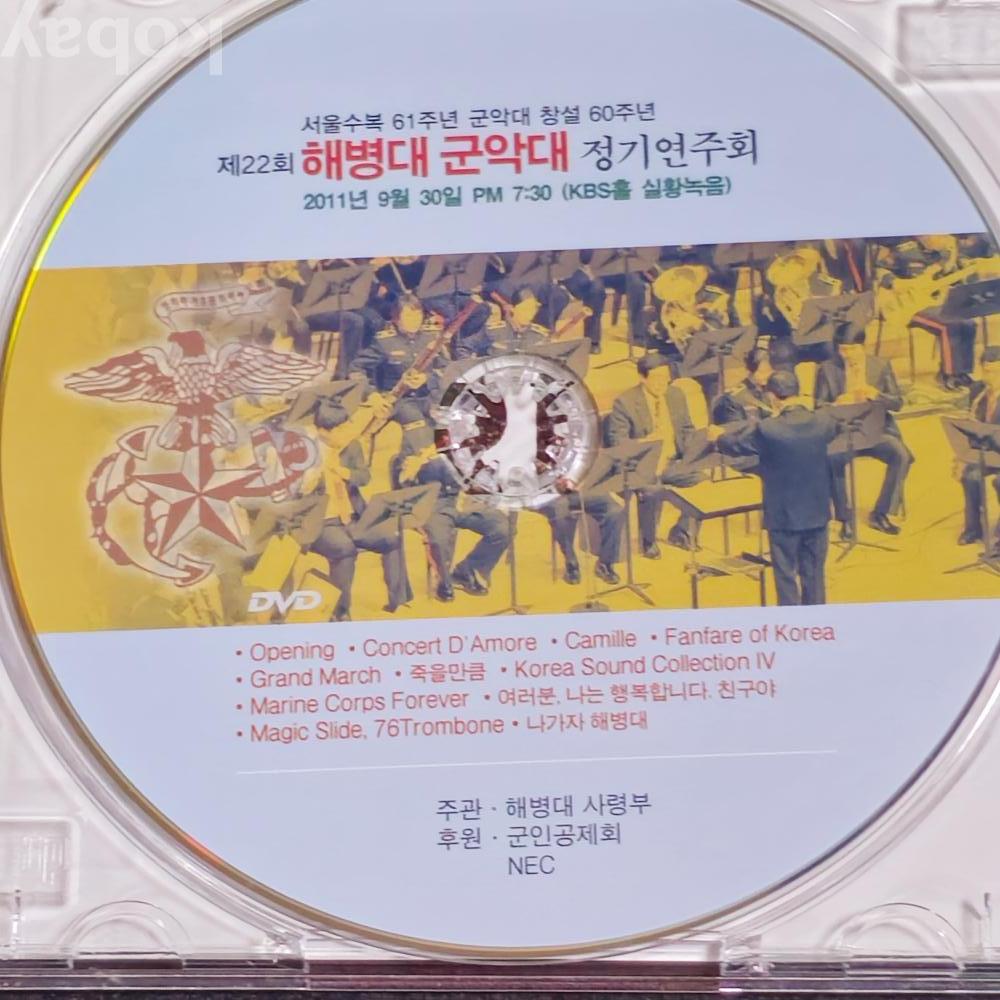 kobay
서울수복 61주년 군악대 창설 60주년
제22회 해병대 군악대 정기연주회
2011년 9월 30일 PM 7:30 (KBS홀 실황녹음)
DVD
• Opening • Concert D'Amore • Camille • Fanfare of Korea
• Grand March • 죽을만큼 • Korea Sound Collection IV
• Marine Corps Forever • 여러분, 나는 행복합니다. 친구야
• Magic Slide, 76Trombone • 나가자 해병대
주관 · 해병대 사령부
후원 · 군인공제회
NEC